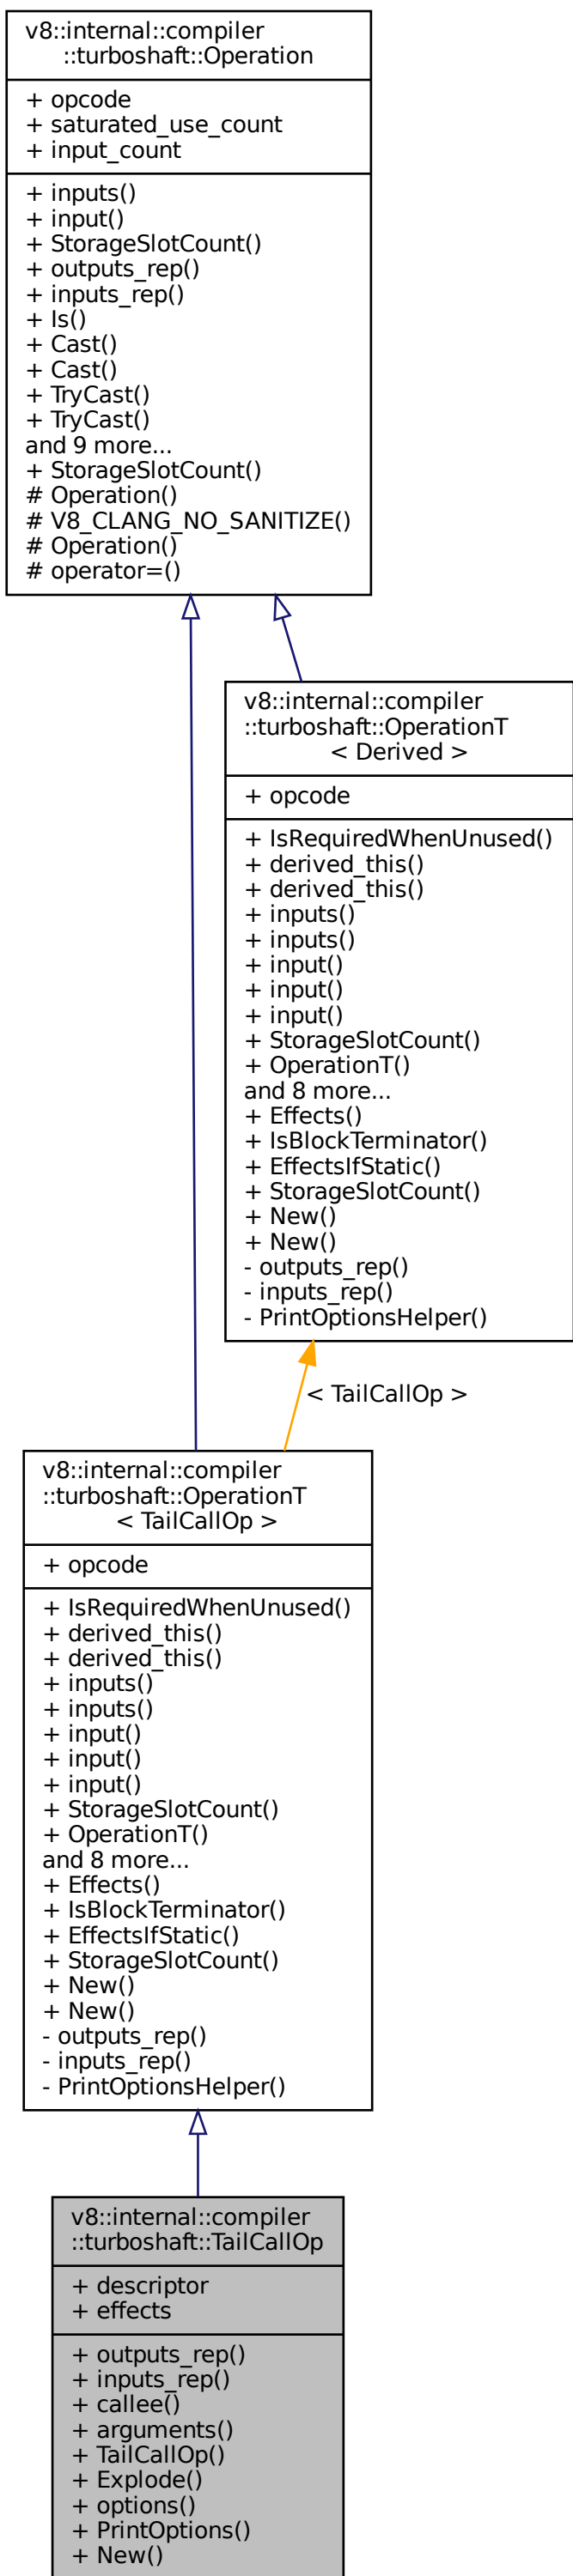 v8::internal::compiler
::turboshaft::Operation
+ opcode
+ saturated_use_count
+ input_count
+ inputs()
+ input()
+ StorageSlotCount()
+ outputs_rep()
+ inputs_rep()
+ Is()
+ Cast()
+ Cast()
+ TryCast()
+ TryCast()
and 9 more...
+ StorageSlotCount()
# Operation()
# V8_CLANG_NO_SANITIZE()
# Operation()
# operator=()
v8::internal::compiler
::turboshaft::OperationT
< Derived >
+ opcode
+ IsRequiredWhenUnused()
+ derived_this()
+ derived_this()
+ inputs()
+ inputs()
+ input()
+ input()
+ input()
+ StorageSlotCount()
+ OperationT()
and 8 more...
+ Effects()
+ IsBlockTerminator()
+ EffectsIfStatic()
+ StorageSlotCount()
+ New()
+ New()
- outputs_rep()
- inputs_rep()
- PrintOptionsHelper()
< TailCallOp >
v8::internal::compiler
::turboshaft::OperationT
< TailCallOp >
+ opcode
+ IsRequiredWhenUnused()
+ derived_this()
+ derived_this()
+ inputs()
+ inputs()
+ input()
+ input()
+ input()
+ StorageSlotCount()
+ OperationT()
and 8 more...
+ Effects()
+ IsBlockTerminator()
+ EffectsIfStatic()
+ StorageSlotCount()
+ New()
+ New()
- outputs_rep()
- inputs_rep()
- PrintOptionsHelper()
v8::internal::compiler
::turboshaft::TailCallOp
+ descriptor
+ effects
+ outputs_rep()
+ inputs_rep()
+ callee()
+ arguments()
+ TailCallOp()
+ Explode()
+ options()
+ PrintOptions()
+ New()